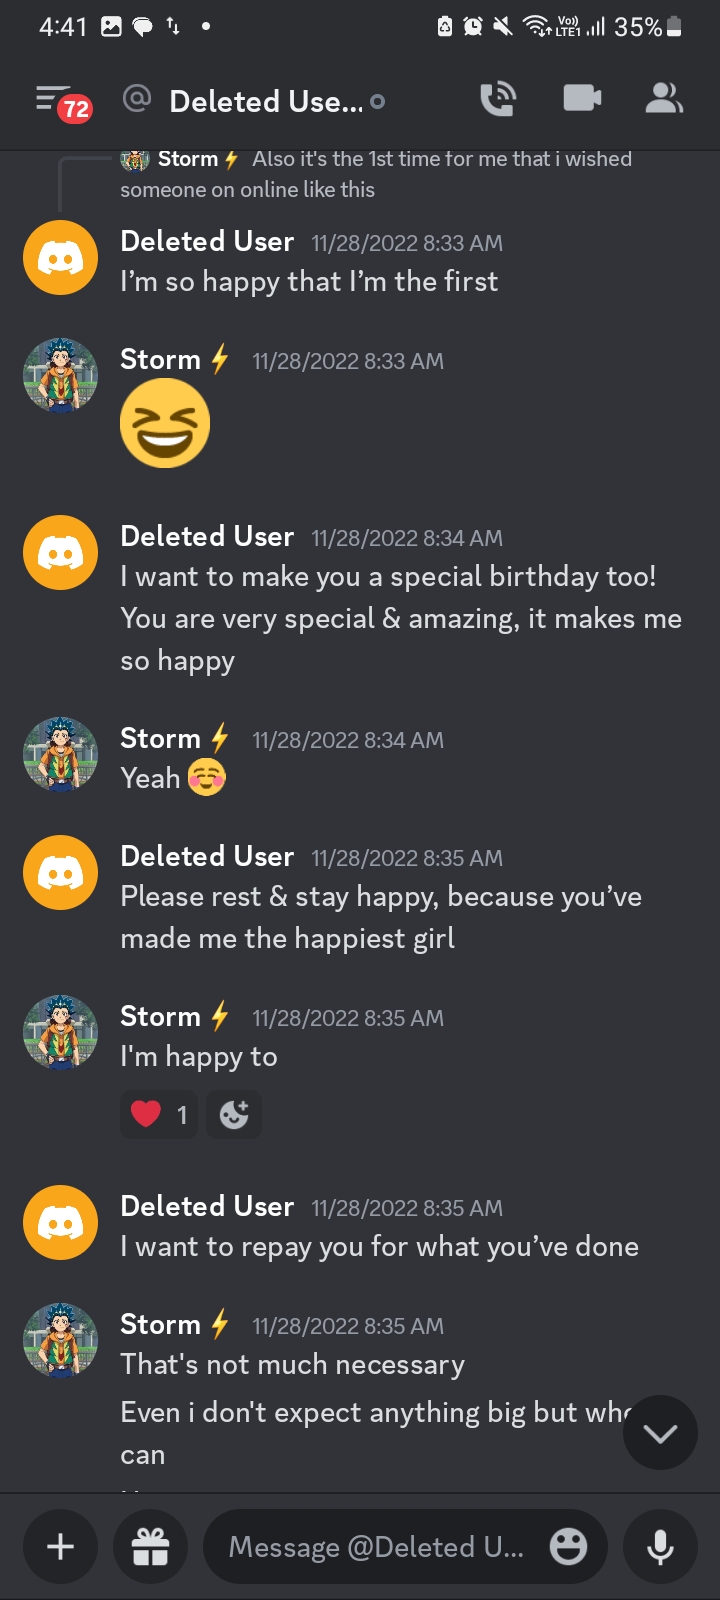 4:41
Vo))
LTE1
35%
72
@ Deleted Use...
Storm⚡ Also it's the 1st time for me that i wished
someone on online like this
Deleted User 11/28/2022 8:33 AM
I’m so happy that I’m the first
Storm⚡ 11/28/2022 8:33 AM
Deleted User 11/28/2022 8:34 AM
I want to make you a special birthday too!
You are very special & amazing, it makes me
so happy
Storm⚡ 11/28/2022 8:34 AM
Yeah ☺️
Deleted User 11/28/2022 8:35 AM
Please rest & stay happy, because you’ve
made me the happiest girl
Storm⚡ 11/28/2022 8:35 AM
I'm happy to
❤️ 1
Deleted User 11/28/2022 8:35 AM
I want to repay you for what you’ve done
Storm⚡ 11/28/2022 8:35 AM
That's not much necessary
Even i don't expect anything big but
can
Message @Deleted U...